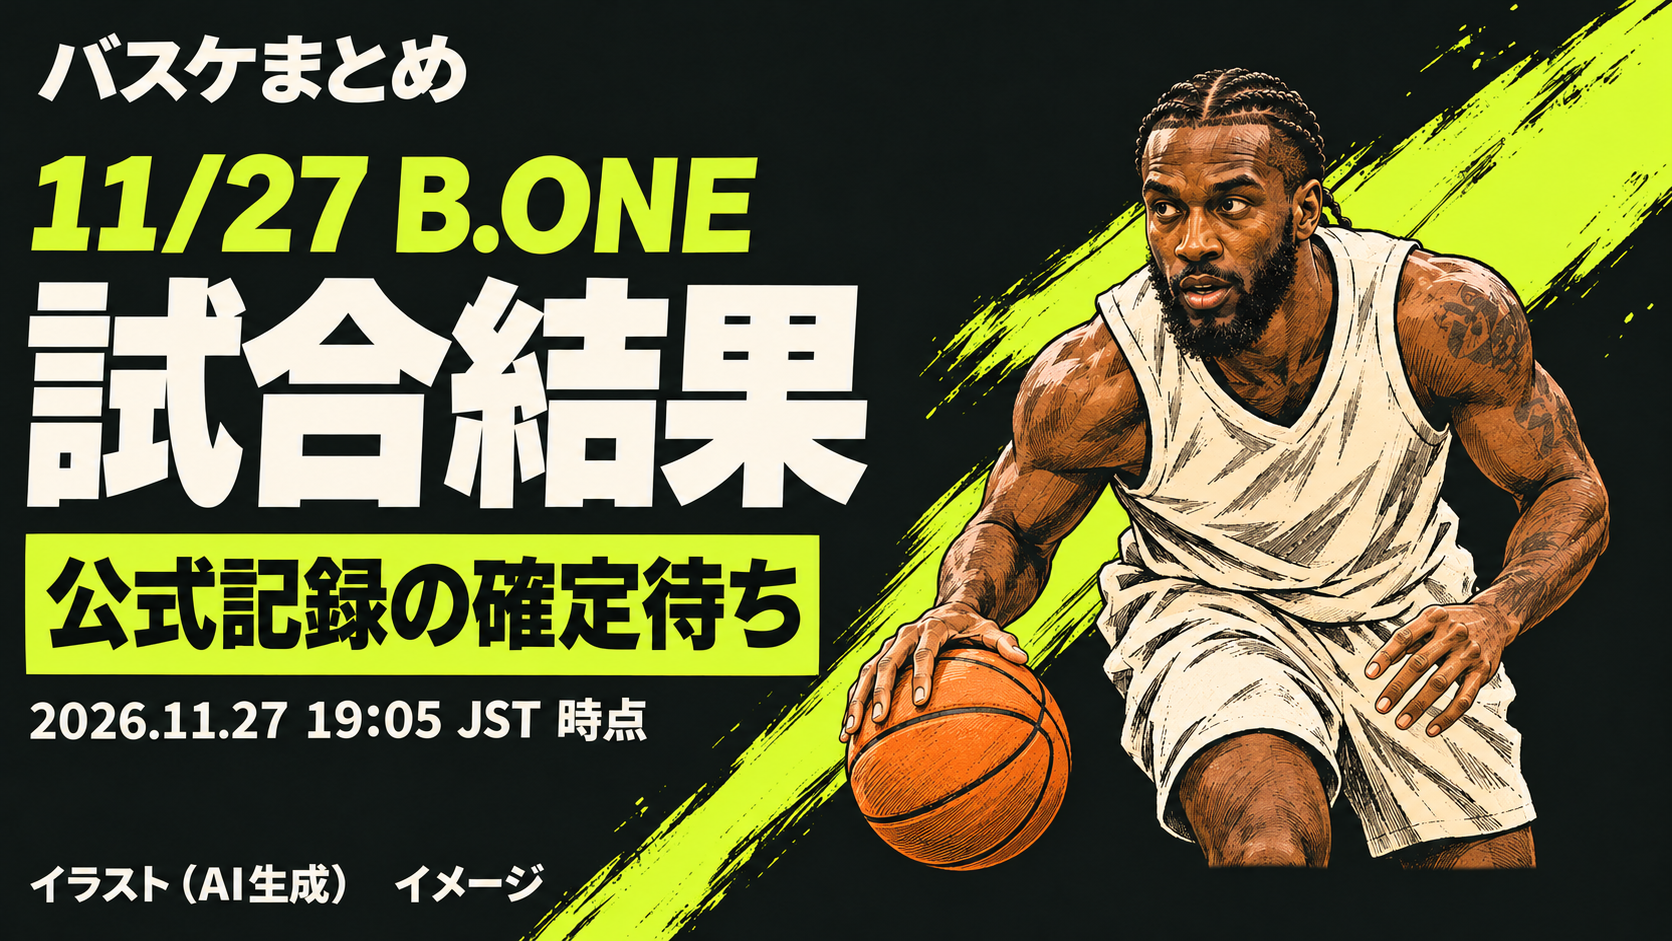 バスケまとめ
11/27 B.ONE
試合結果
公式記録の確定待ち
2026.11.27 19:05 JST 時点
イラスト（AI生成） イメージ